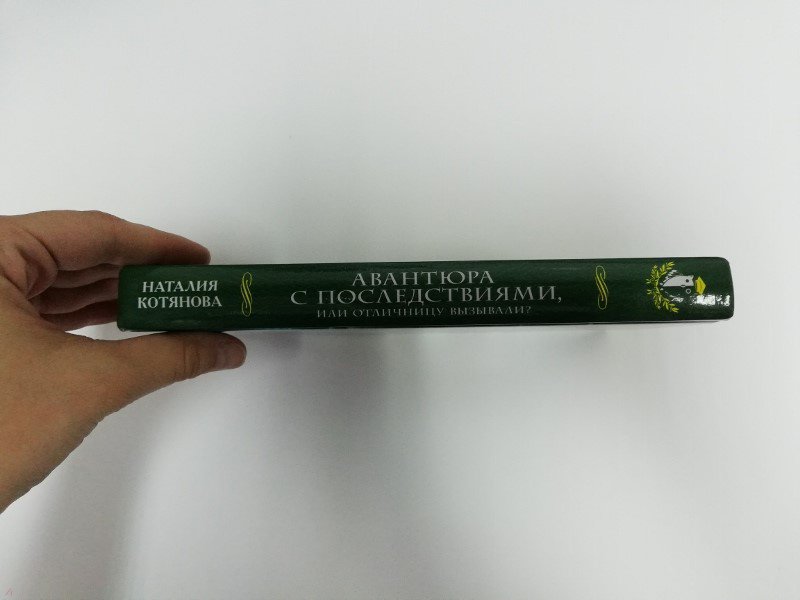 НАТАЛИЯ
КОТЯНОВА
АВАНТЮРА
С ПОСЛЕДСТВИЯМИ,
ИЛИ ОТЛИЧНИЦУ ВЫЗЫВАЛИ?